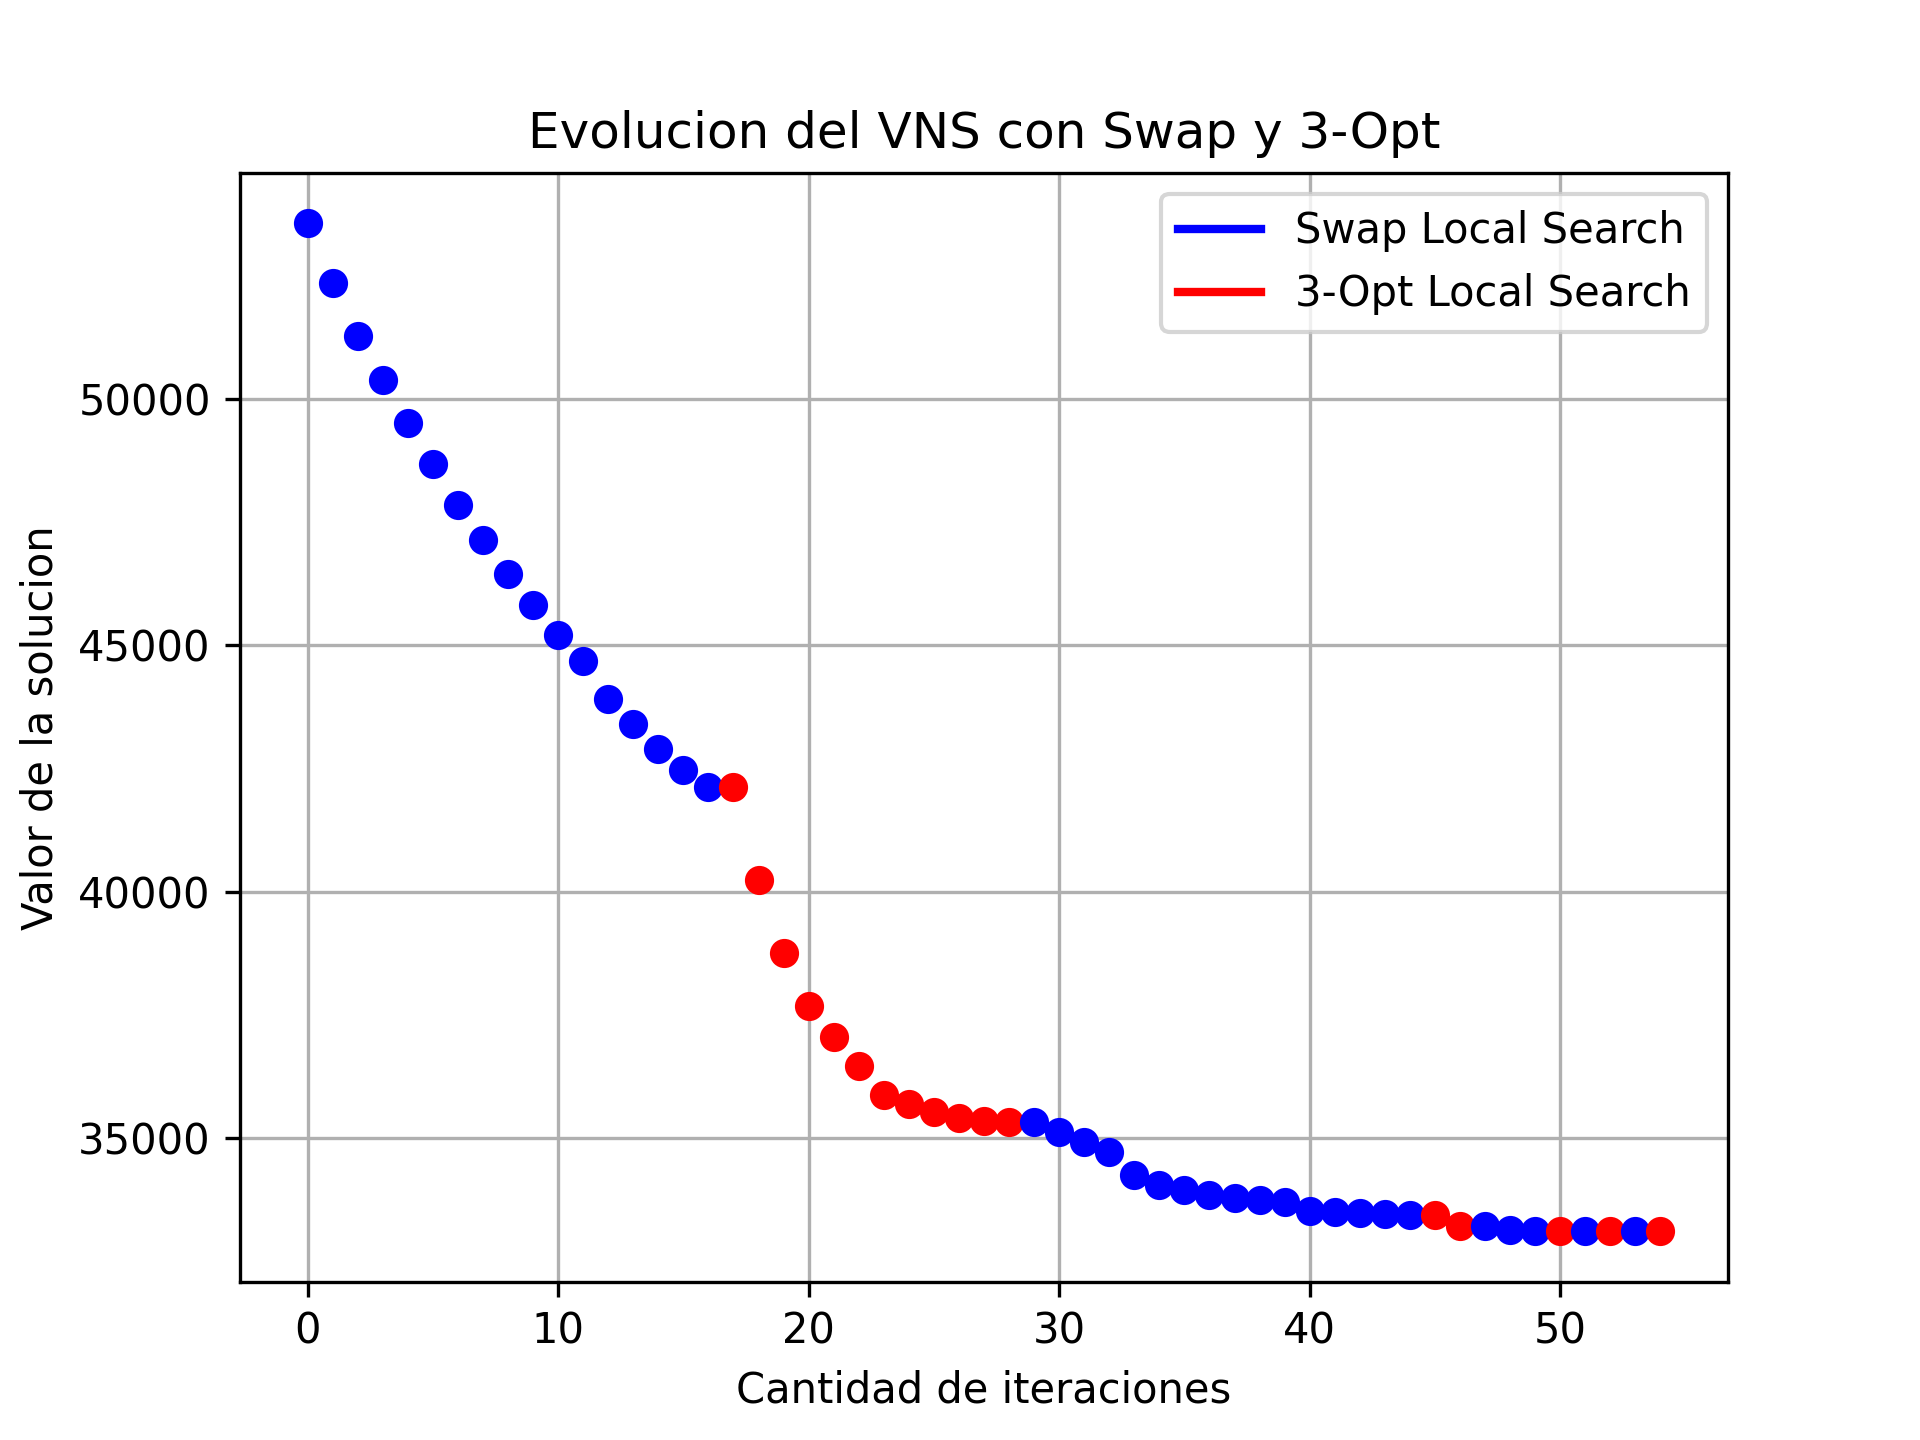 Evolucion del VNS con Swap y 3-Opt
Swap Local Search
3-Opt Local Search
Valor de la solucion
50000
45000
40000
35000
0 10 20 30 40 50
Cantidad de iteraciones